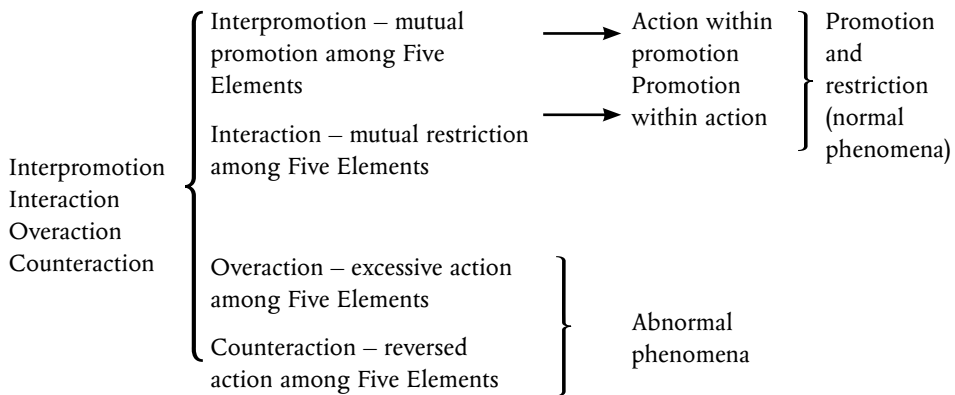 Interpromotion
Interaction
Overaction
Counteraction
Interpromotion – mutual
promotion among Five
Elements
Interaction – mutual restriction
among Five Elements
Overaction – excessive action
among Five Elements
Counteraction – reversed
action among Five Elements
Action within
promotion
Promotion
within action
Promotion
and
restriction
(normal
phenomena)
Abnormal
phenomena